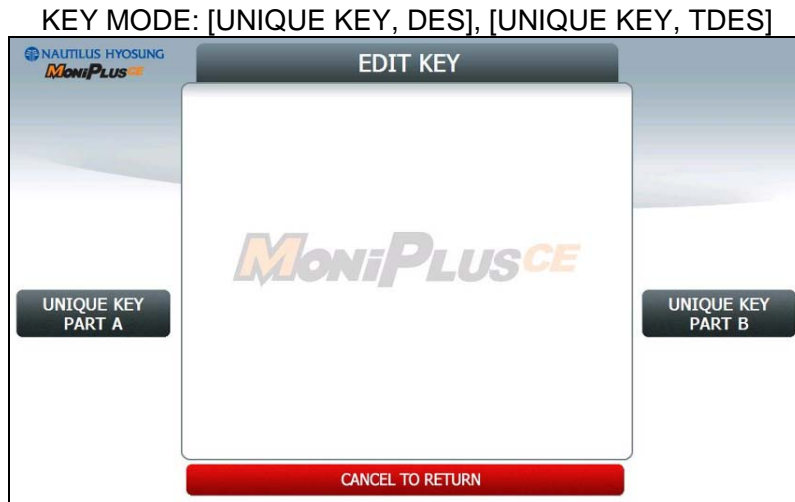 KEY MODE: [UNIQUE KEY, DES], [UNIQUE KEY, TDES]
NAUTILUS HYOSUNG
MONiPLUSCE
EDIT KEY
MONiPLUSCE
UNIQUE KEY
PART A
UNIQUE KEY
PART B
CANCEL TO RETURN